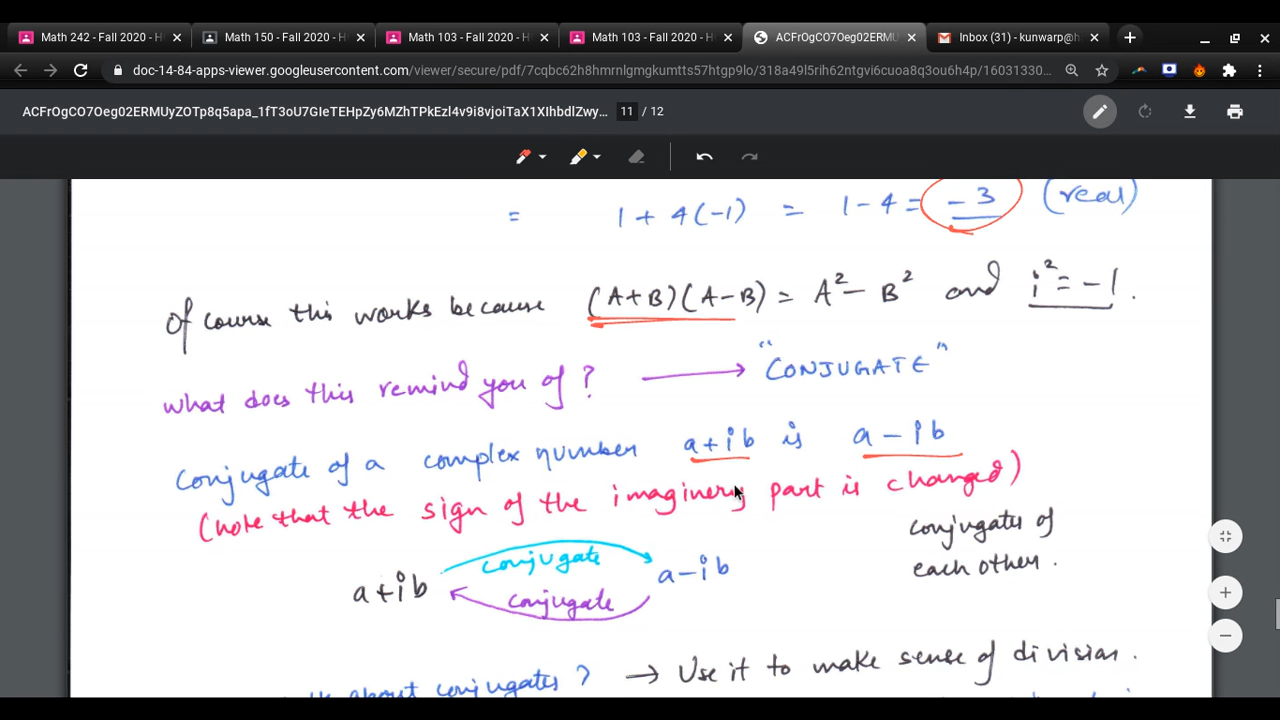 Math 242 - Fall 2020 - H
Math 150 - Fall 2020 - H
Math 103 - Fall 2020 - H
Math 103 - Fall 2020 - H
ACFrOgCO7Oeg02ERMU
Inbox (31) - kunwarp@h
doc-14-84-apps-viewer.googleusercontent.com/viewer/secure/pdf/7cqbc62h8hmrnlgmgkumtts57htgp9lo/318a49l5rih62ntgvi6cuoa8q3ou6h4p/16031330...
ACFrOgCO7Oeg02ERMUyZOTp8q5apa_1fT3oU7GIeTEHpZy6MZhTPkEzl4v9i8vjoiTaX1XIhbdlZwy...
11 / 12
= 1 + 4(-1) = 1-4 = -3 (real)
Of course this works because (A+B)(A-B) = A² - B² and i² = -1.
What does this remind you of? → "CONJUGATE"
Conjugate of a complex number a+ib is a-ib
(note that the sign of the imaginery part is changed)
conjugates of
each other.
conjugate
a+ib a-ib
conjugate
about conjugates? → Use it to make sense of division.